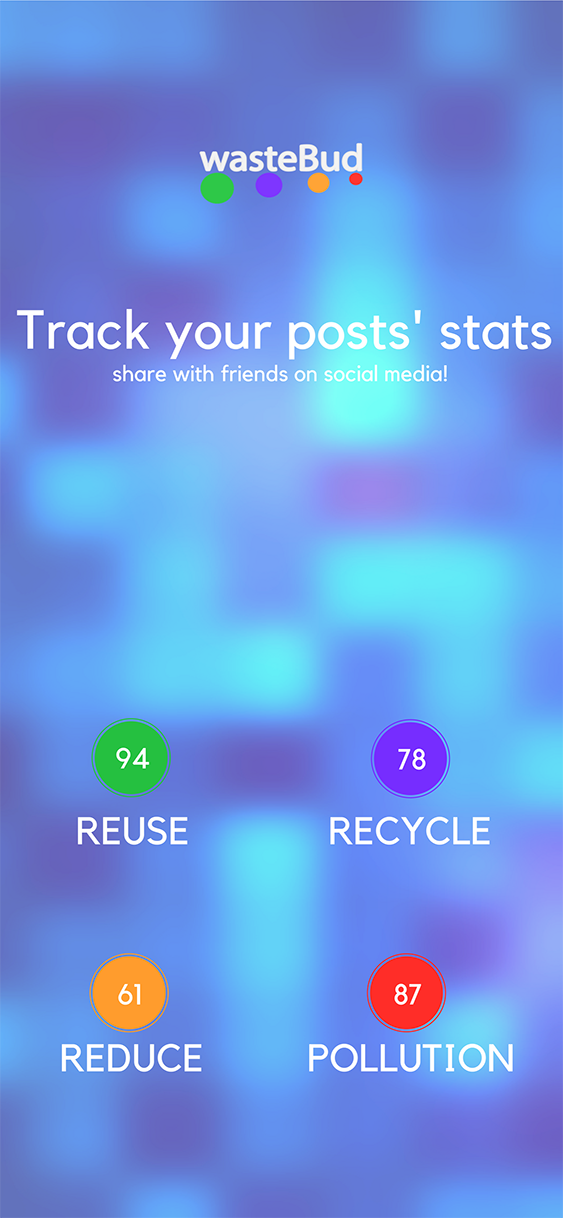 wasteBud
Track your posts' stats
share with friends on social media!
94
78
REUSE
RECYCLE
61
87
REDUCE
POLLUTION